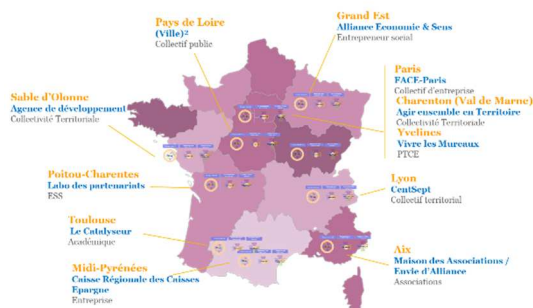 Pays de Loire
(Ville)²
Collectif public
Grand Est
Alliance Economie & Sens
Entrepreneur social
Paris
FACE-Paris
Collectif d'entreprise
Charenton (Val de Marne)
Agir ensemble en Territoire
Collectivité Territoriale
Yvelines
Vivre les Mureaux
PTCE
Sable d'Olonne
Agence de développement
Collectivité Territoriale
Poitou-Charentes
Labo des partenariats
ESS
Lyon
CentSept
Collectif territorial
Toulouse
Le Catalyseur
Académique
Aix
Maison des Associations /
Envie d'Alliance
Associations
Midi-Pyrénées
Caisse Régionale des Caisses
Epargne
Entreprise